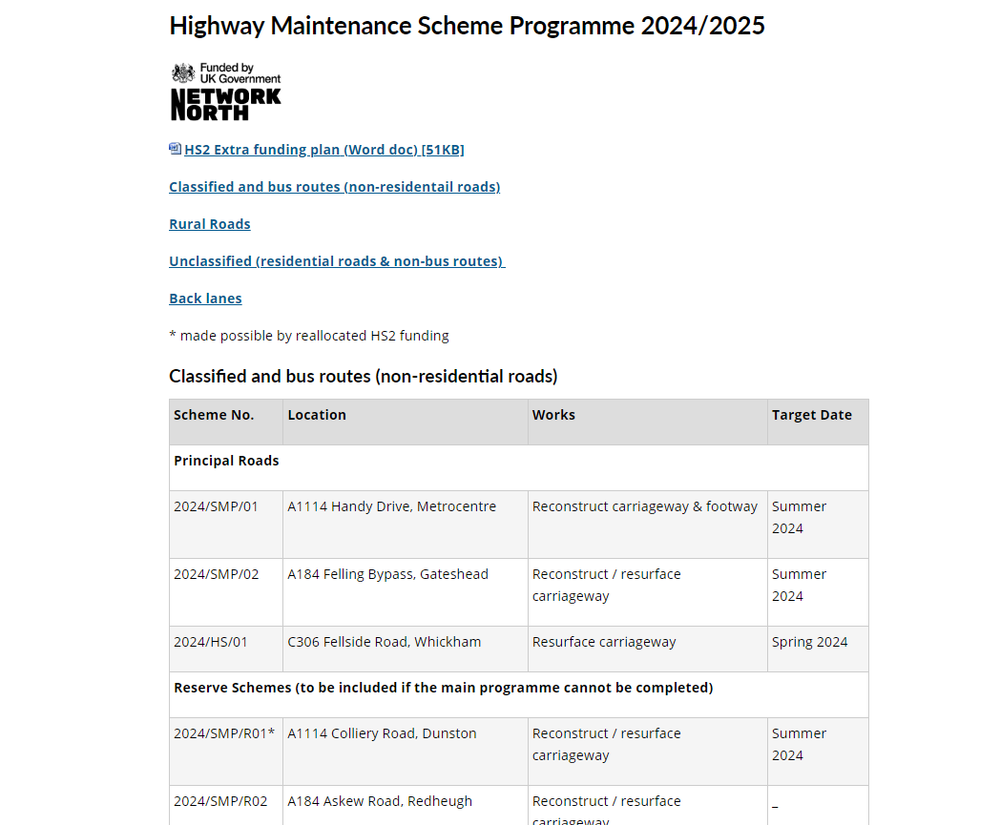 Highway Maintenance Scheme Programme 2024/2025
Funded by
UK Government
NETWORK
NORTH
HS2 Extra funding plan (Word doc) [51KB]
Classified and bus routes (non-residentail roads)
Rural Roads
Unclassified (residential roads & non-bus routes)
Back lanes
* made possible by reallocated HS2 funding
Classified and bus routes (non-residential roads)
Scheme No. Location Works Target Date
Principal Roads
2024/SMP/01 A1114 Handy Drive, Metrocentre Reconstruct carriageway & footway Summer
2024
2024/SMP/02 A184 Felling Bypass, Gateshead Reconstruct / resurface Summer
carriageway 2024
2024/HS/01 C306 Fellside Road, Whickham Resurface carriageway Spring 2024
Reserve Schemes (to be included if the main programme cannot be completed)
2024/SMP/R01* A1114 Colliery Road, Dunston Reconstruct / resurface Summer
carriageway 2024
2024/SMP/R02 A184 Askew Road, Redheugh Reconstruct / resurface _
carriageway